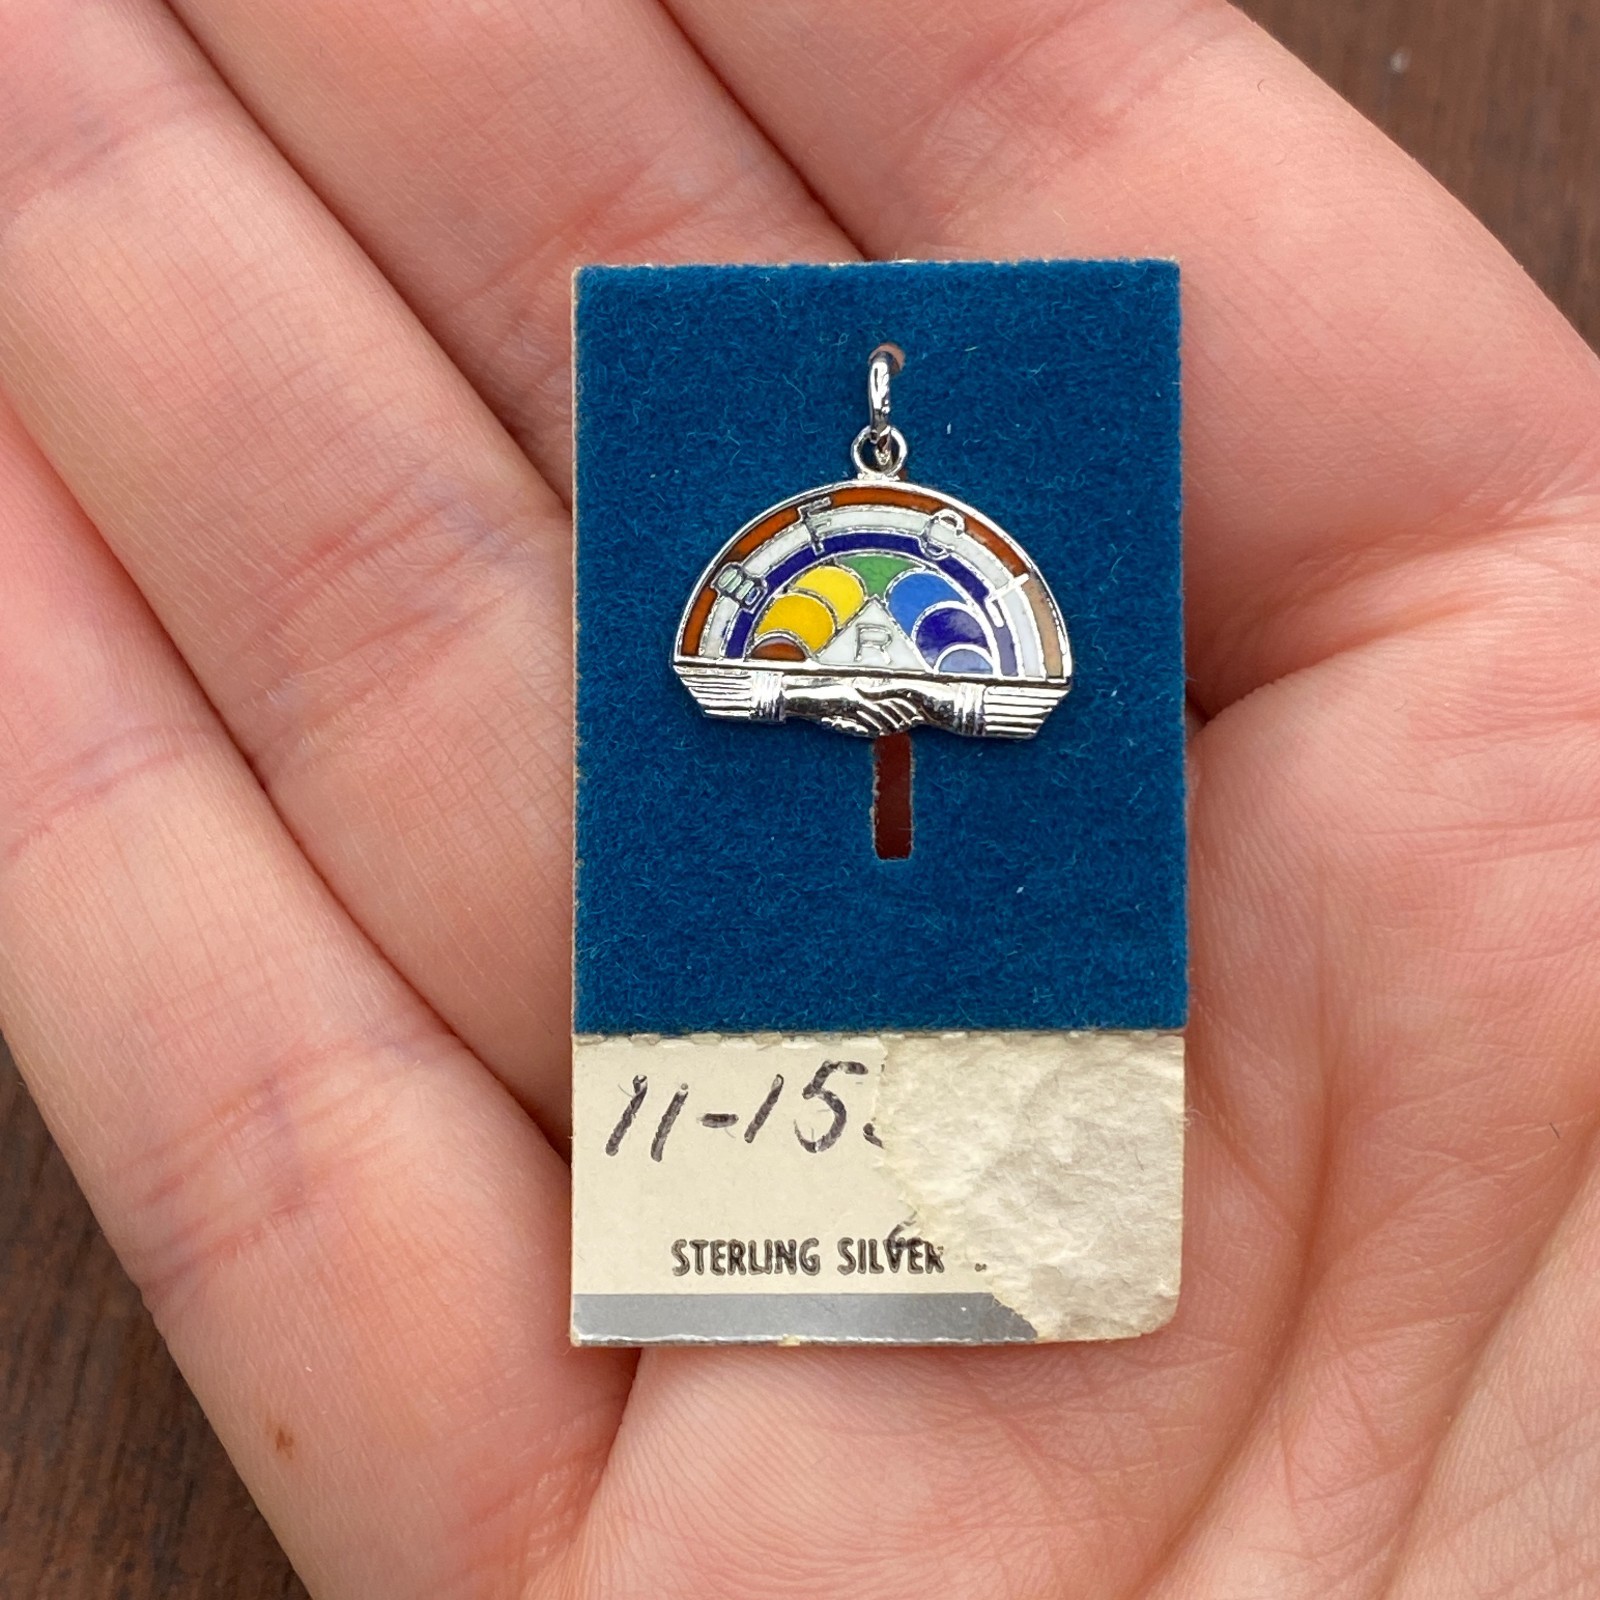 B F C L
R
11-15
STERLING SILVER